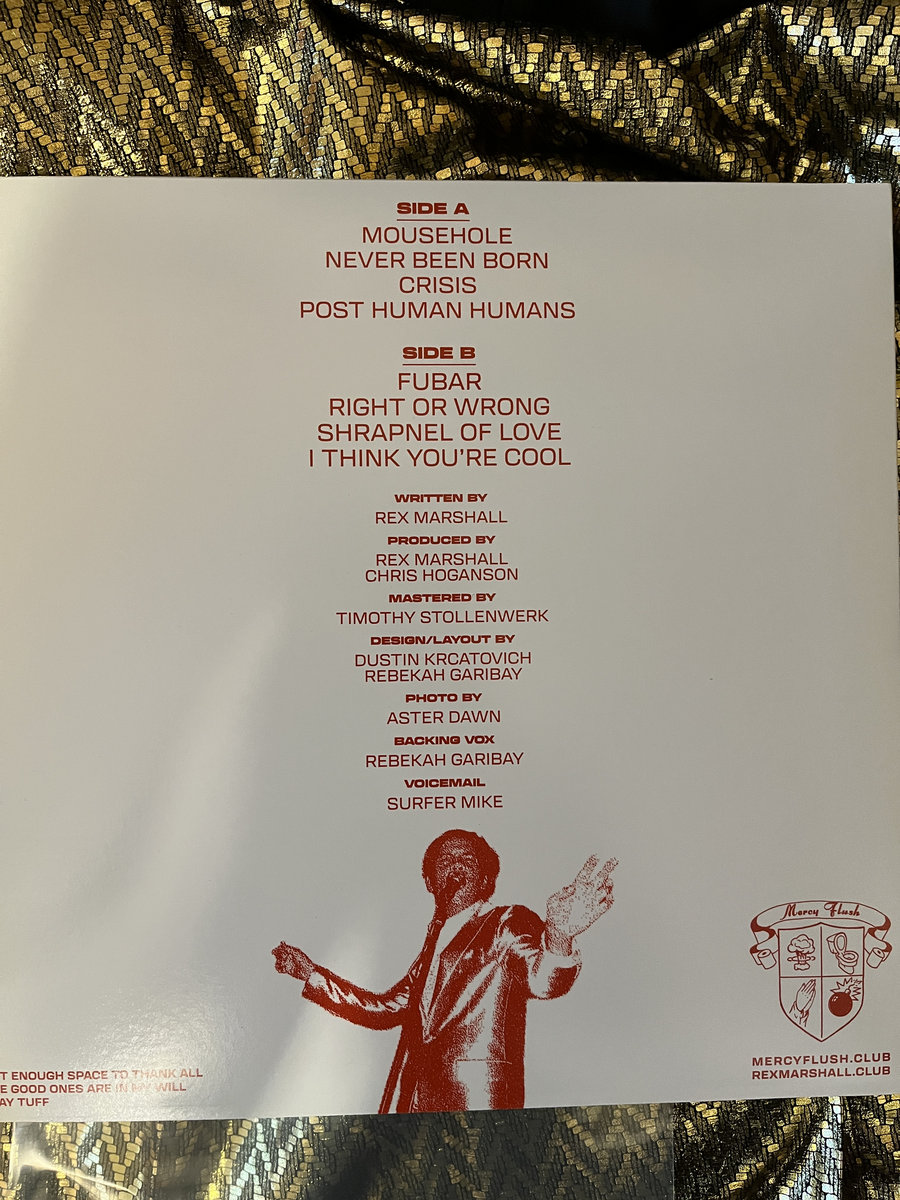 SIDE A
MOUSEHOLE
NEVER BEEN BORN
CRISIS
POST HUMAN HUMANS
SIDE B
FUBAR
RIGHT OR WRONG
SHRAPNEL OF LOVE
I THINK YOU'RE COOL
WRITTEN BY
REX MARSHALL
PRODUCED BY
REX MARSHALL
CHRIS HOGANSON
MASTERED BY
TIMOTHY STOLLENWERK
DESIGN/LAYOUT BY
DUSTIN KRCATOVICH
REBEKAH GARIBAY
PHOTO BY
ASTER DAWN
BACKING VOX
REBEKAH GARIBAY
VOICEMAIL
SURFER MIKE
Mercy Flush
MERCYFLUSH.CLUB
REXMARSHALL.CLUB
ENOUGH SPACE TO THANK ALL
GOOD ONES ARE IN MY WILL
TUFF